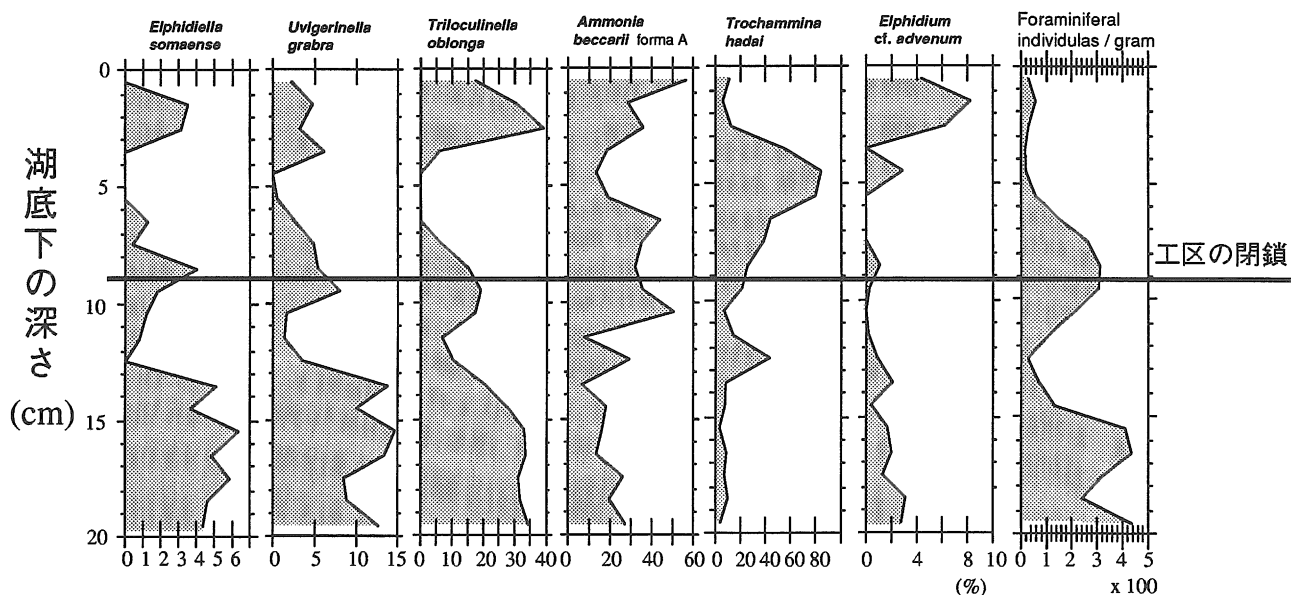 Elphidiella
somaense
Uvigerinella
grabra
Triloculinella
oblonga
Ammonia
beccarii forma A
Trochammina
hadai
Elphidium
cf. advenum
Foraminiferal
individulas / gram
湖底下の深さ
(cm)
0
5
10
15
20
工区の閉鎖
0 1 2 3 4 5 6
0 5 10 15
0 10 20 30 40
0 20 40 60
0 20 40 60 80
0 2 4 6 8 10
0 1 2 3 4 5
(%)
x 100